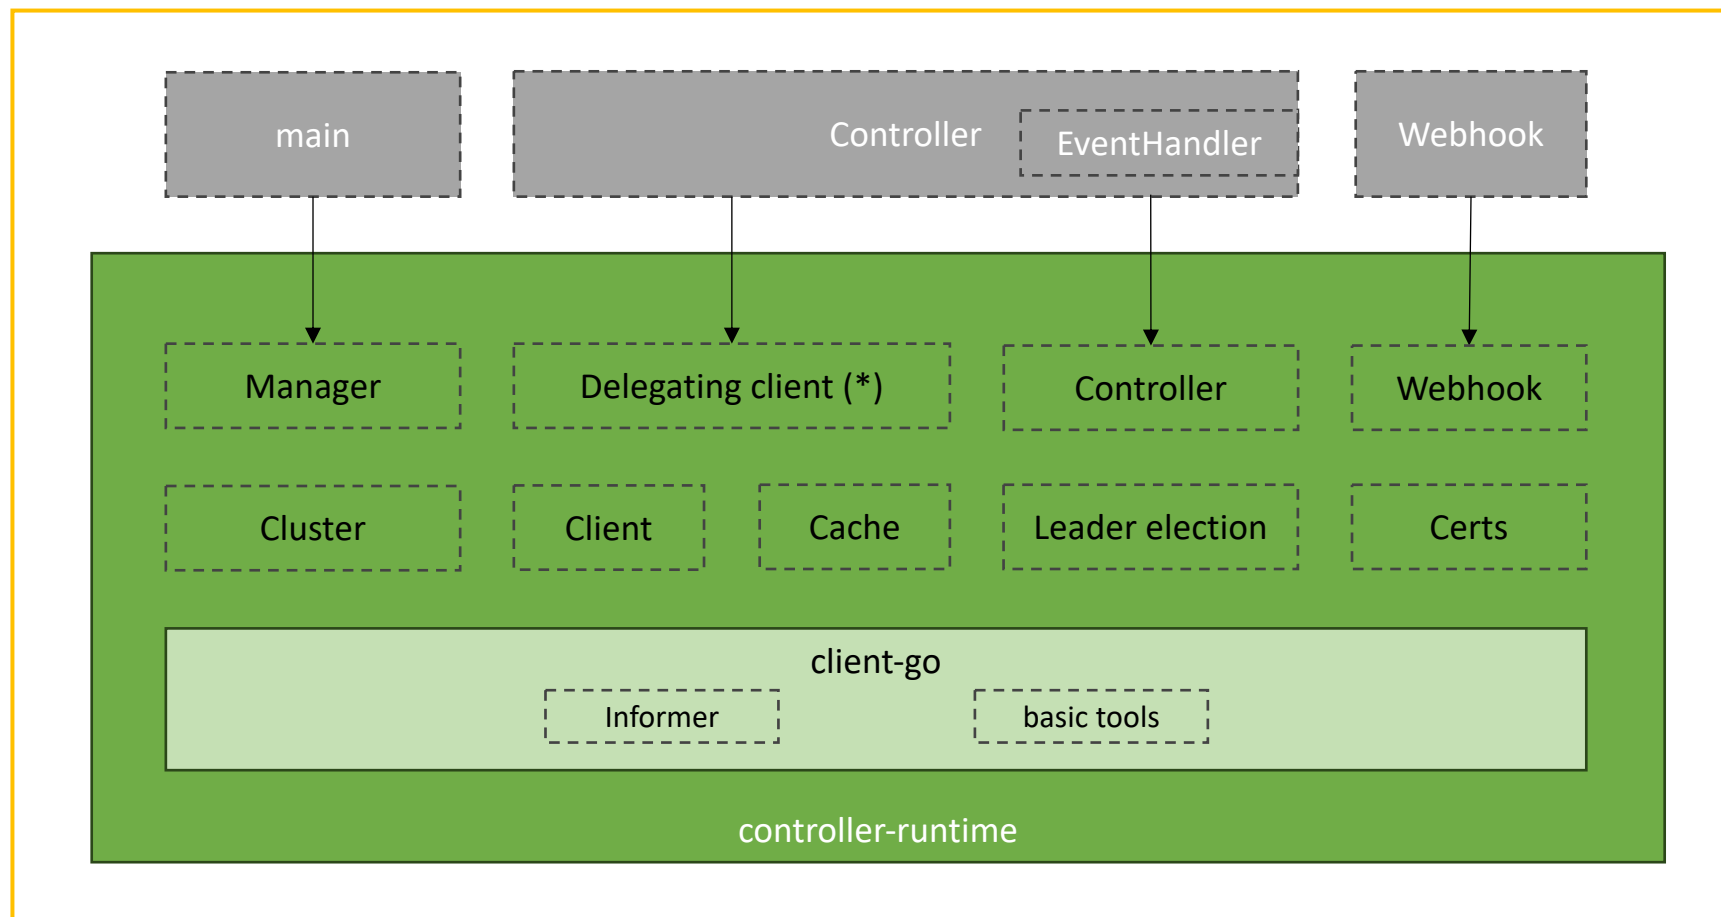 main
Controller
EventHandler
Webhook
Manager
Delegating client (*)
Controller
Webhook
Cluster
Client
Cache
Leader election
Certs
client-go
Informer
basic tools
controller-runtime